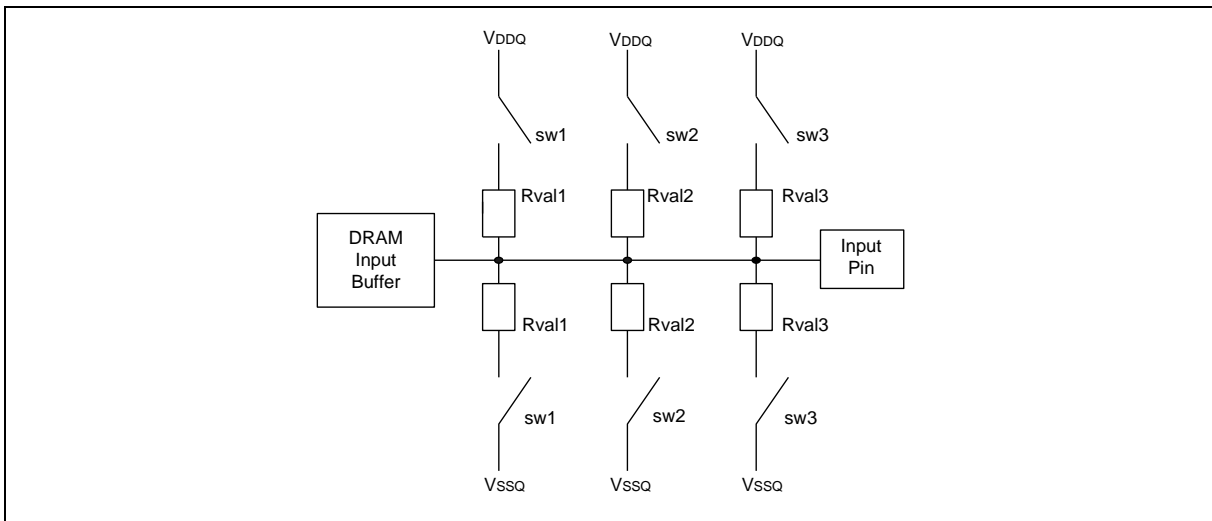 VDDQ VDDQ VDDQ
sw1 sw2 sw3
Rval1 Rval2 Rval3
DRAM
Input
Buffer
Input
Pin
Rval1 Rval2 Rval3
sw1 sw2 sw3
VSSQ VSSQ VSSQ